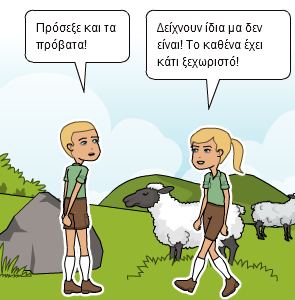 Πρόσεξε και τα
πρόβατα!
Δείχνουν ίδια μα δεν
είναι! Το καθένα έχει
κάτι ξεχωριστό!